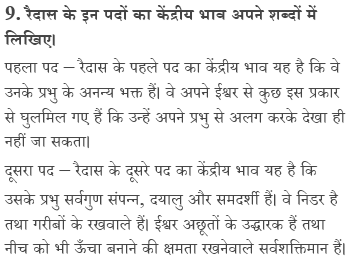 9. रैदास के इन पदों का केंद्रीय भाव अपने शब्दों में
लिखिए।
पहला पद – रैदास के पहले पद का केंद्रीय भाव यह है कि वे
उनके प्रभु के अनन्य भक्त हैं। वे अपने ईश्वर से कुछ इस प्रकार
से घुलमिल गए हैं कि उन्हें अपने प्रभु से अलग करके देखा ही
नहीं जा सकता।
दूसरा पद – रैदास के दूसरे पद का केंद्रीय भाव यह है कि
उसके प्रभु सर्वगुण संपन्न, दयालु और समदर्शी हैं। वे निडर है
तथा गरीबों के रखवाले हैं। ईश्वर अछूतों के उद्धारक हैं तथा
नीच को भी ऊँचा बनाने की क्षमता रखनेवाले सर्वशक्तिमान हैं।